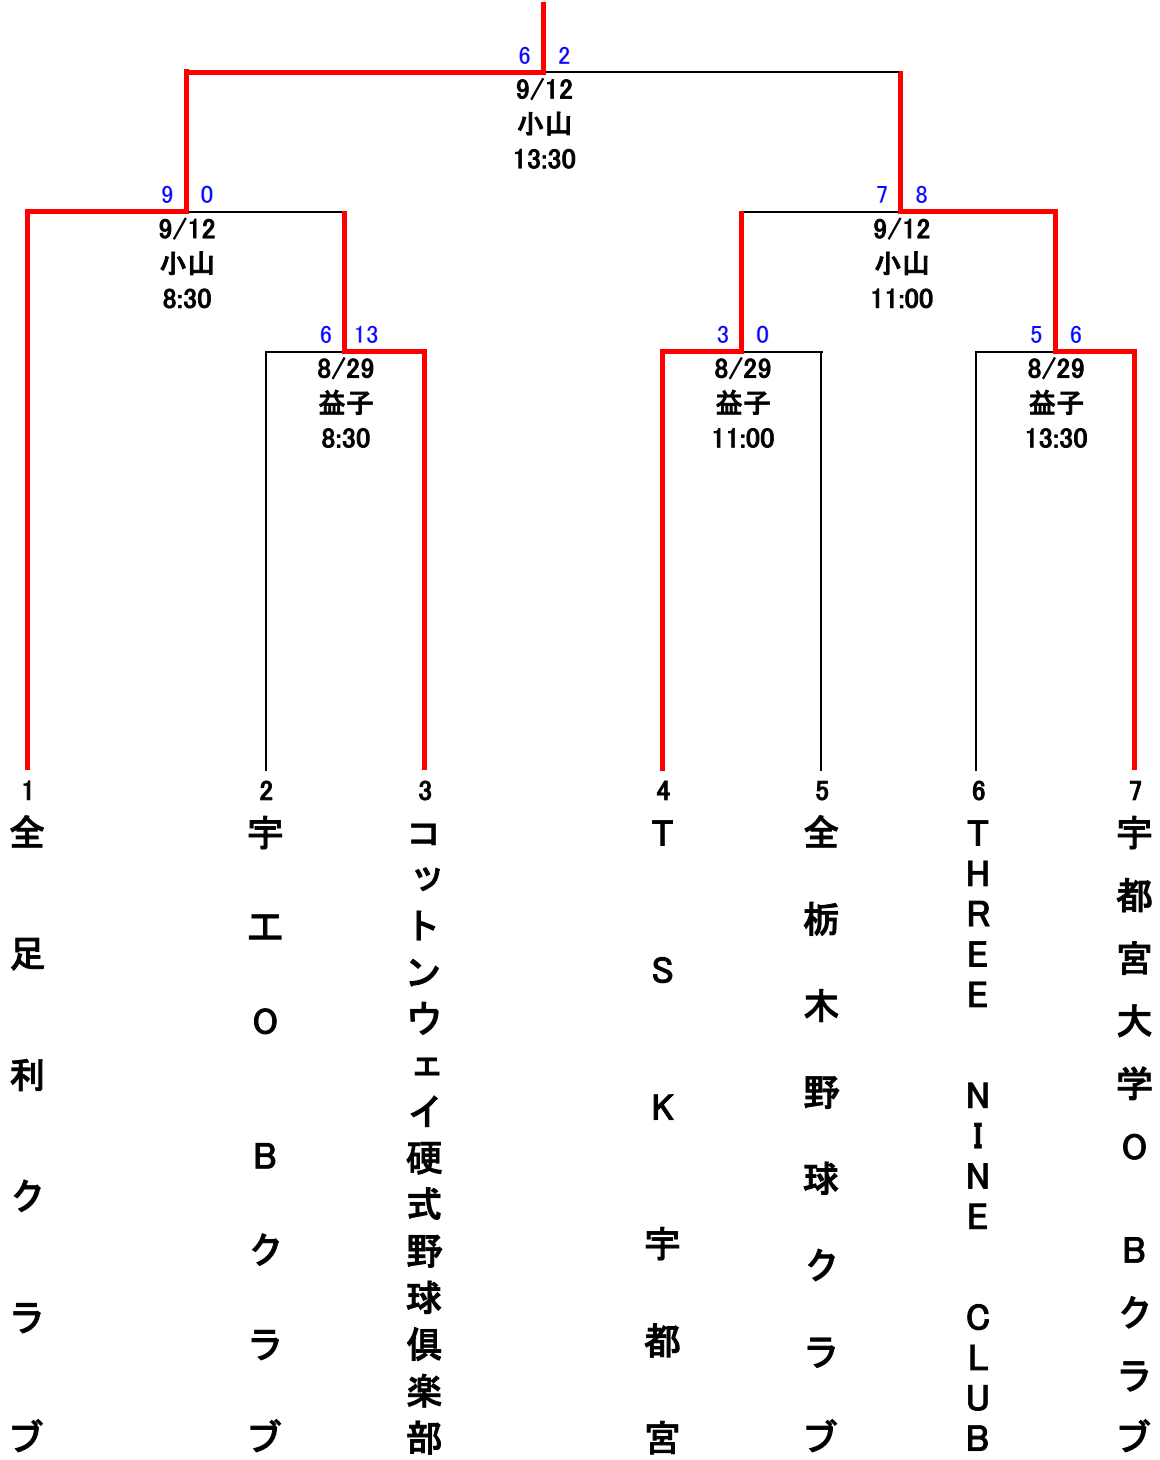 6 2
9/12
小山
13:30
9 0
9/12
小山
8:30
7 8
9/12
小山
11:00
6 13
8/29
益子
8:30
3 0
8/29
益子
11:00
5 6
8/29
益子
13:30
1
全足利クラブ
2
宇工OBクラブ
3
コットンウェイ硬式野球倶楽部
4
TSK宇都宮
5
全栃木野球クラブ
6
THREE NINE CLUB
7
宇都宮大学OBクラブ